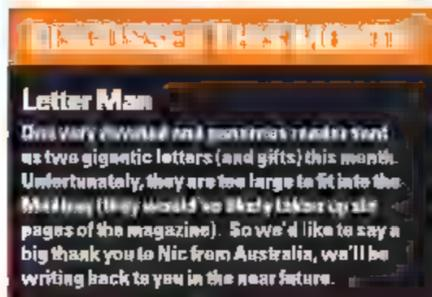 Letter Man
One very devoted and generous reader sent
us two gigantic letters (and gifts) this month.
Unfortunately, they are too large to fit into the
(they would've likely taken up six
pages of the magazine). So we'd like to say a
big thank you to Nic from Australia, we'll be
writing back to you in the near future.